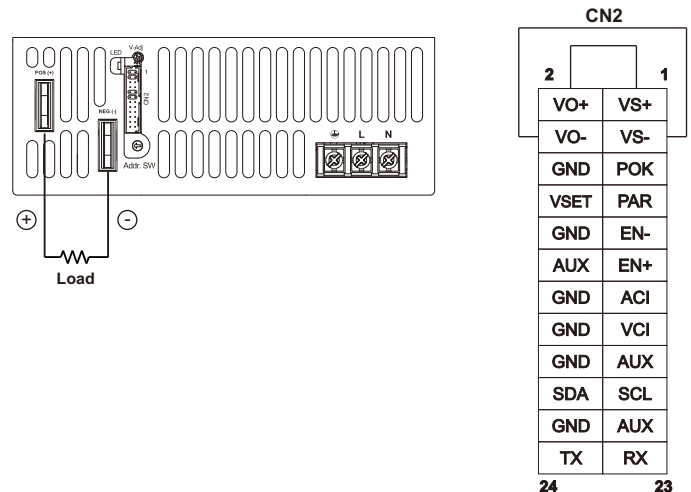 V-Adj
LED
POS (+)
1
CN2
NEG (-)
Addr. SW
L N
+ -
Load
CN2
2 1
VO+ VS+
VO- VS-
GND POK
VSET PAR
GND EN-
AUX EN+
GND ACI
GND VCI
GND AUX
SDA SCL
GND AUX
TX RX
24 23